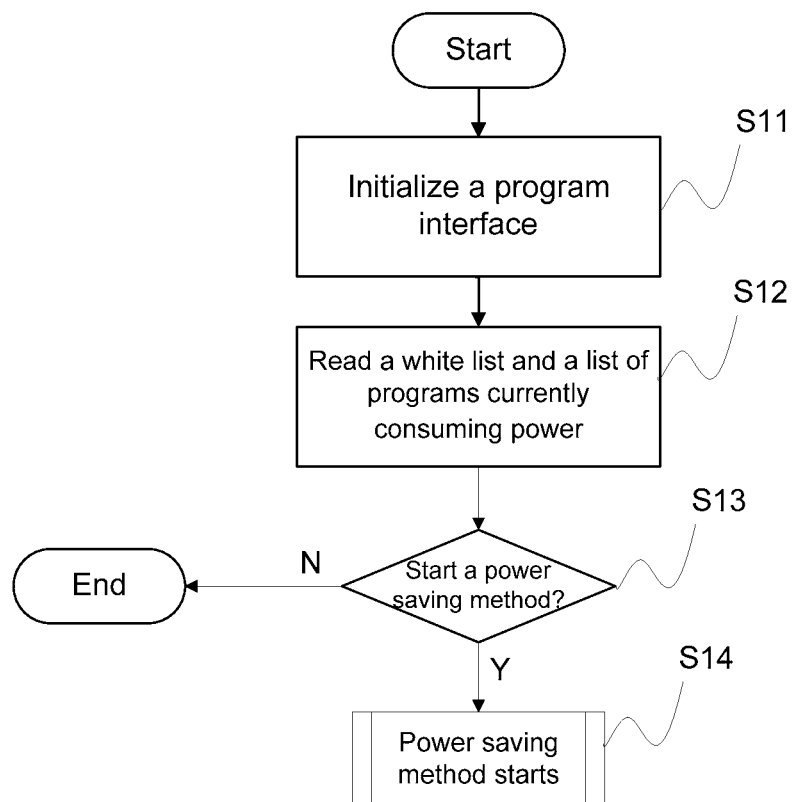 Start
S11
Initialize a program
interface
S12
Read a white list and a list of
programs currently
consuming power
S13
Start a power
saving method?
N
End
Y
S14
Power saving
method starts